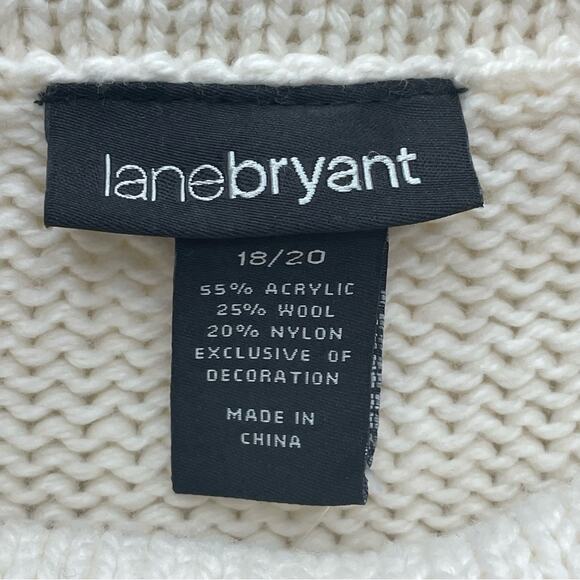 lanebryant
18/20
55% ACRYLIC
25% WOOL
20% NYLON
EXCLUSIVE OF
DECORATION
MADE IN
CHINA